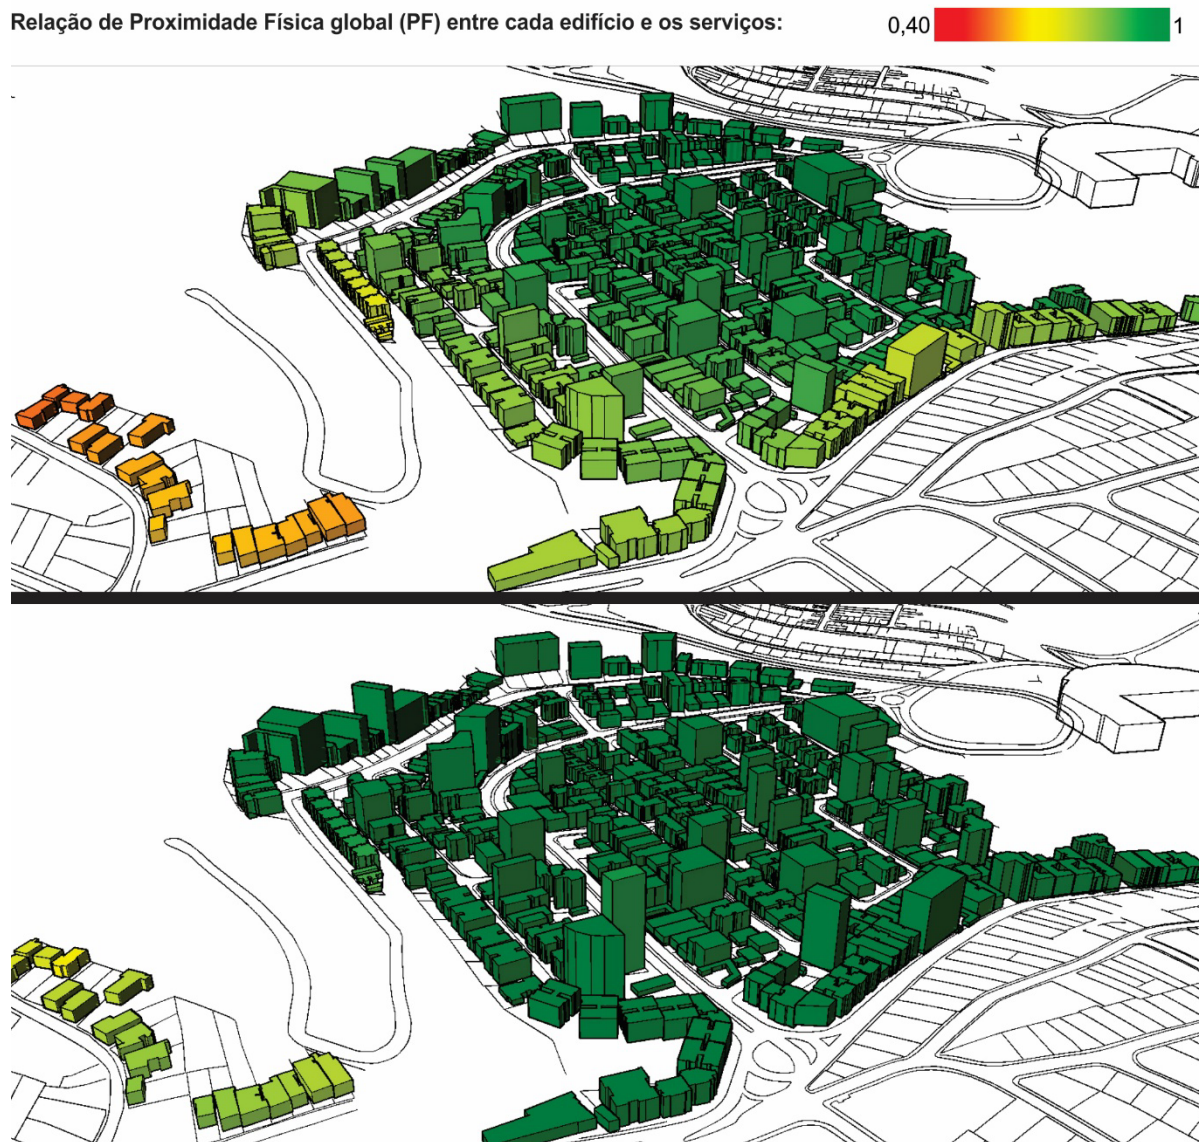 Relação de Proximidade Física global (PF) entre cada edifício e os serviços: 0,40 1